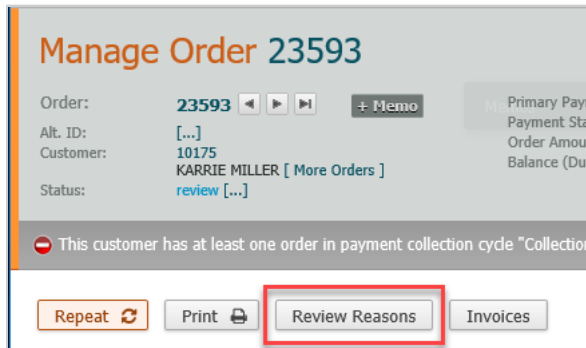 Manage Order 23593
Order: 23593 + Memo
Primary Pay
Alt. ID: [...]
Payment Sta
Customer: 10175
Order Amou
KARRIE MILLER [ More Orders ]
Balance (Du
Status: review [...]
This customer has at least one order in payment collection cycle "Collection
Repeat Print Review Reasons Invoices